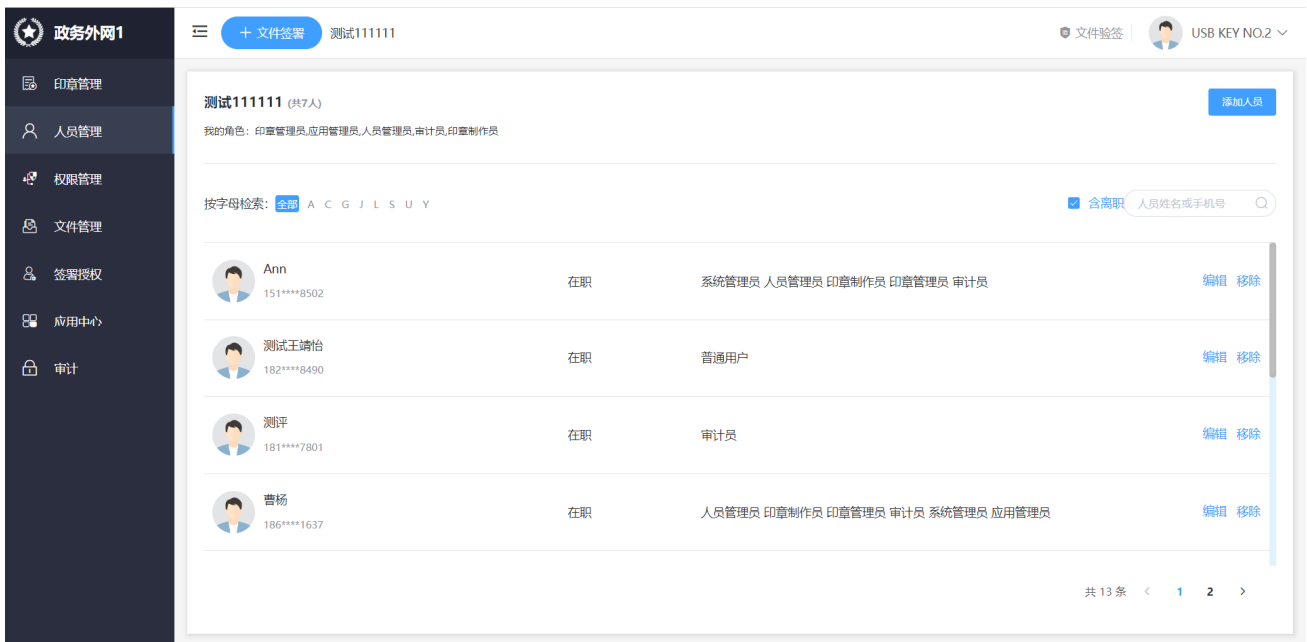 政务外网1
文件签署
测试111111
文件验签
USB KEY NO.2
印章管理
人员管理
权限管理
文件管理
签署授权
应用中心
审计
测试111111 (共7人)
添加人员
我的角色：印章管理员,应用管理员,人员管理员,审计员,印章制作员
按字母检索：全部 A C G J L S U Y
含离职
人员姓名或手机号
Ann
151****8502
在职
系统管理员 人员管理员 印章制作员 印章管理员 审计员
编辑 移除
测试王靖怡
182****8490
在职
普通用户
编辑 移除
测评
181****7801
在职
审计员
编辑 移除
曹杨
186****1637
在职
人员管理员 印章制作员 印章管理员 审计员 系统管理员 应用管理员
编辑 移除
共 13 条 < 1 2 >